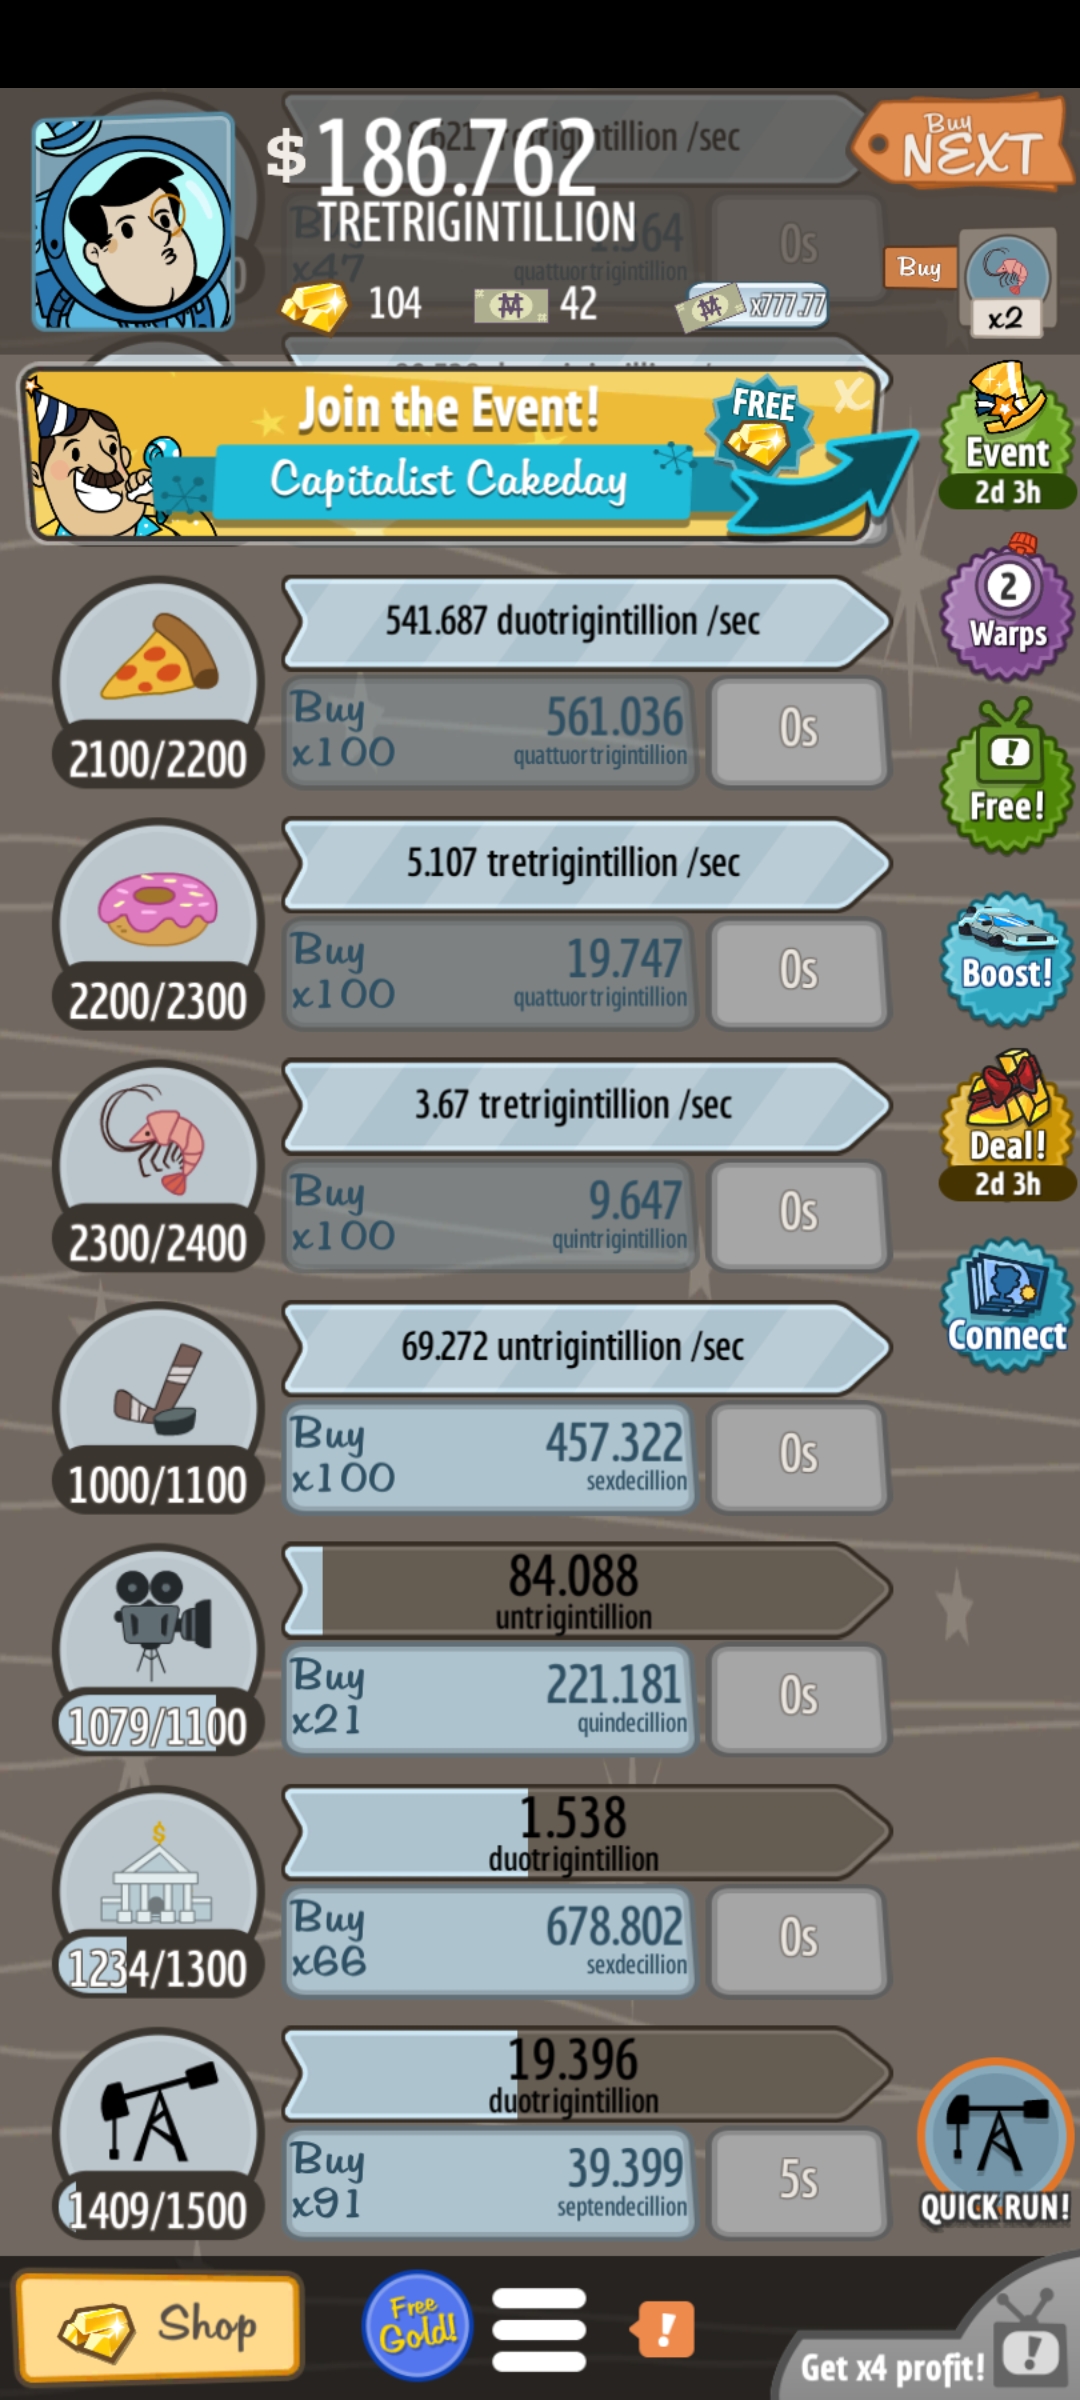 $186.762
TRETRIGINTILLION
Buy
NEXT
/sec
x47
quattuortrigintillion
0s
104
42
x777.77
Buy
x2
Join the Event!
Capitalist Cakeday
FREE
X
Event
2d 3h
541.687 duotrigintillion /sec
Buy
x100
561.036
quattuortrigintillion
0s
2100/2200
2
Warps
Free!
5.107 tretrigintillion /sec
Buy
x100
19.747
quattuortrigintillion
0s
2200/2300
Boost!
3.67 tretrigintillion /sec
Buy
x100
9.647
quintrigintillion
0s
2300/2400
Deal!
2d 3h
69.272 untrigintillion /sec
Buy
x100
457.322
sexdecillion
0s
1000/1100
Connect
84.088
untrigintillion
Buy
x21
221.181
quindecillion
0s
1079/1100
$
1.538
duotrigintillion
Buy
x66
678.802
sexdecillion
0s
1234/1300
19.396
duotrigintillion
Buy
x91
39.399
septendecillion
5s
1409/1500
QUICK RUN!
Shop
Free
Gold!
!
Get x4 profit!
!